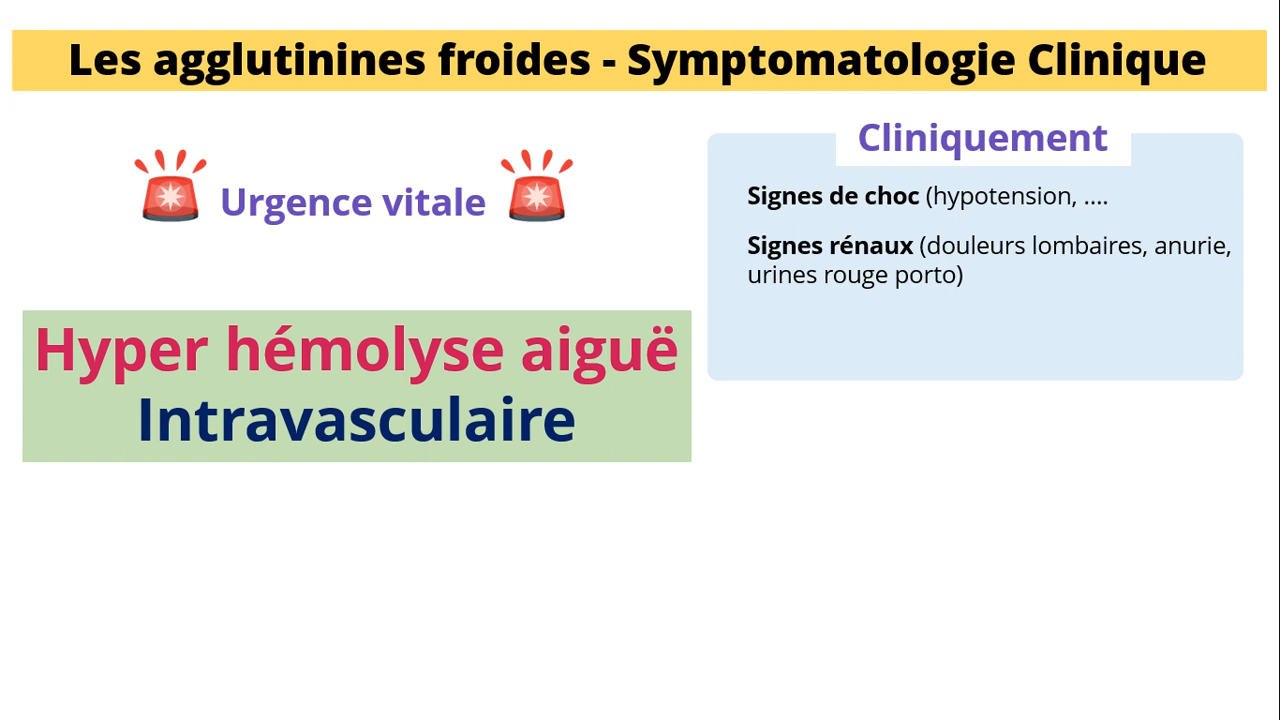 Les agglutinines froides - Symptomatologie Clinique
Urgence vitale
Hyper hémolyse aiguë
Intravasculaire
Cliniquement
Signes de choc (hypotension, ....
Signes rénaux (douleurs lombaires, anurie,
urines rouge porto)